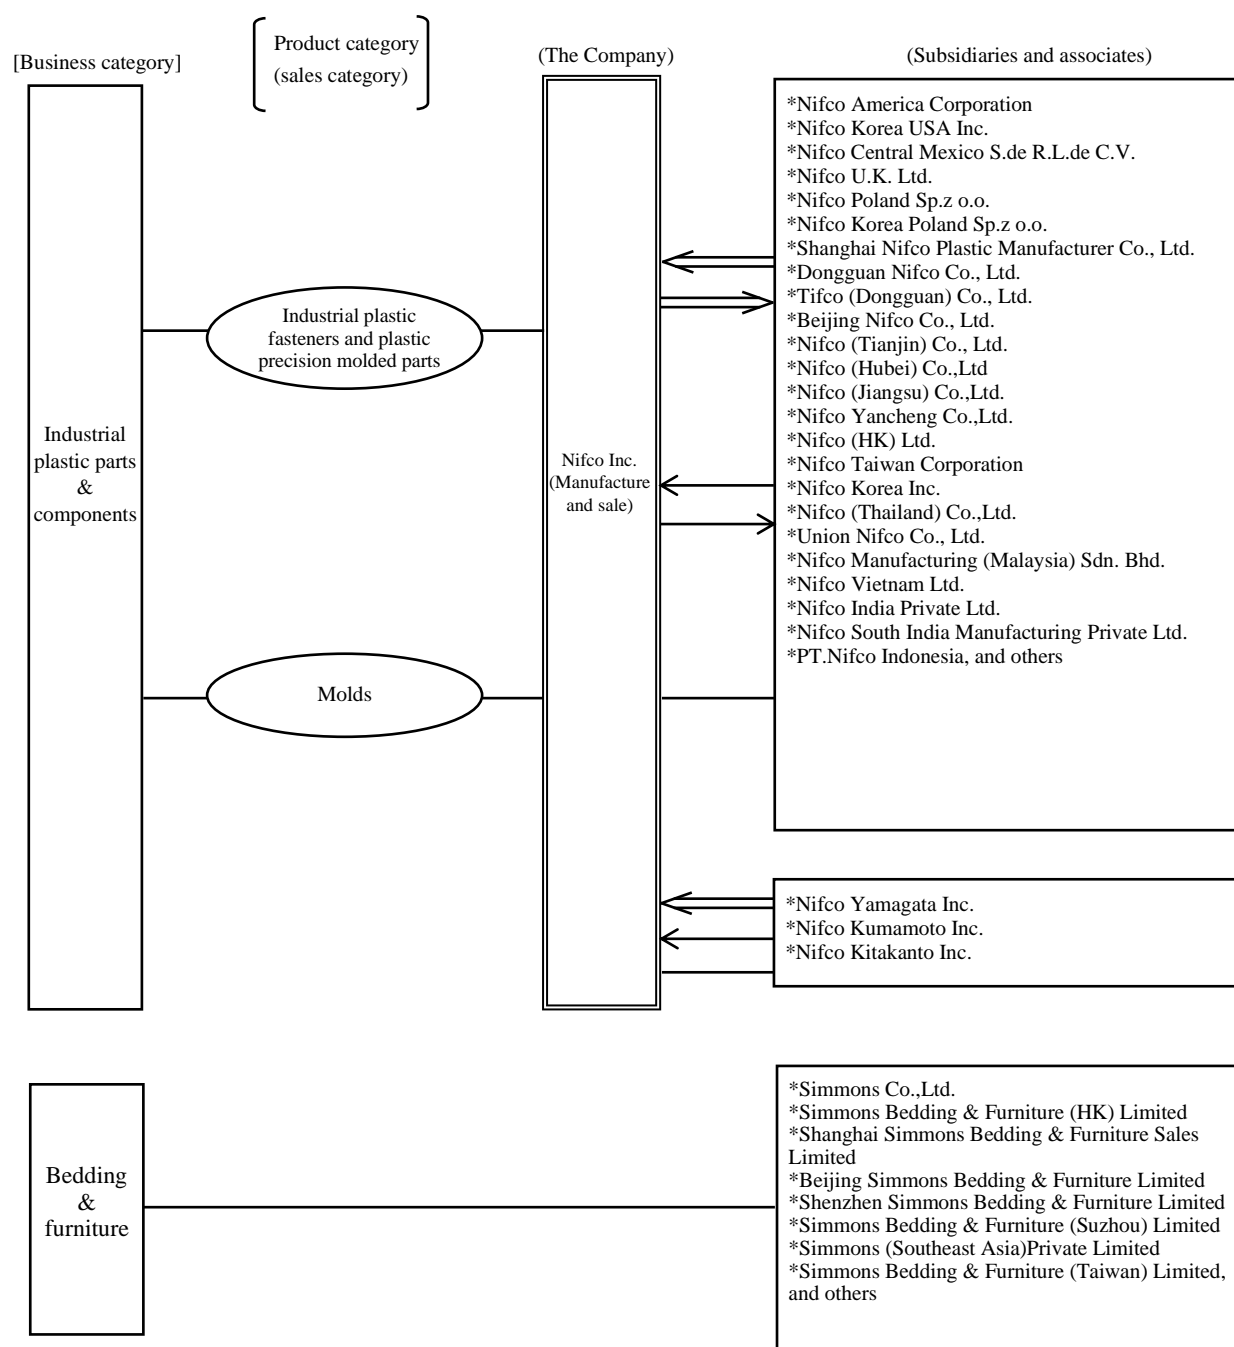 [Business category]
Product category
(sales category)
(The Company)
(Subsidiaries and associates)
Industrial
plastic parts
&
components
Industrial plastic
fasteners and plastic
precision molded parts
Molds
Nifco Inc.
(Manufacture
and sale)
*Nifco America Corporation
*Nifco Korea USA Inc.
*Nifco Central Mexico S.de R.L.de C.V.
*Nifco U.K. Ltd.
*Nifco Poland Sp.z o.o.
*Nifco Korea Poland Sp.z o.o.
*Shanghai Nifco Plastic Manufacturer Co., Ltd.
*Dongguan Nifco Co., Ltd.
*Tifco (Dongguan) Co., Ltd.
*Beijing Nifco Co., Ltd.
*Nifco (Tianjin) Co., Ltd.
*Nifco (Hubei) Co.,Ltd
*Nifco (Jiangsu) Co.,Ltd.
*Nifco Yancheng Co.,Ltd.
*Nifco (HK) Ltd.
*Nifco Taiwan Corporation
*Nifco Korea Inc.
*Nifco (Thailand) Co.,Ltd.
*Union Nifco Co., Ltd.
*Nifco Manufacturing (Malaysia) Sdn. Bhd.
*Nifco Vietnam Ltd.
*Nifco India Private Ltd.
*Nifco South India Manufacturing Private Ltd.
*PT.Nifco Indonesia, and others
*Nifco Yamagata Inc.
*Nifco Kumamoto Inc.
*Nifco Kitakanto Inc.
Bedding
&
furniture
*Simmons Co.,Ltd.
*Simmons Bedding & Furniture (HK) Limited
*Shanghai Simmons Bedding & Furniture Sales
Limited
*Beijing Simmons Bedding & Furniture Limited
*Shenzhen Simmons Bedding & Furniture Limited
*Simmons Bedding & Furniture (Suzhou) Limited
*Simmons (Southeast Asia)Private Limited
*Simmons Bedding & Furniture (Taiwan) Limited,
and others